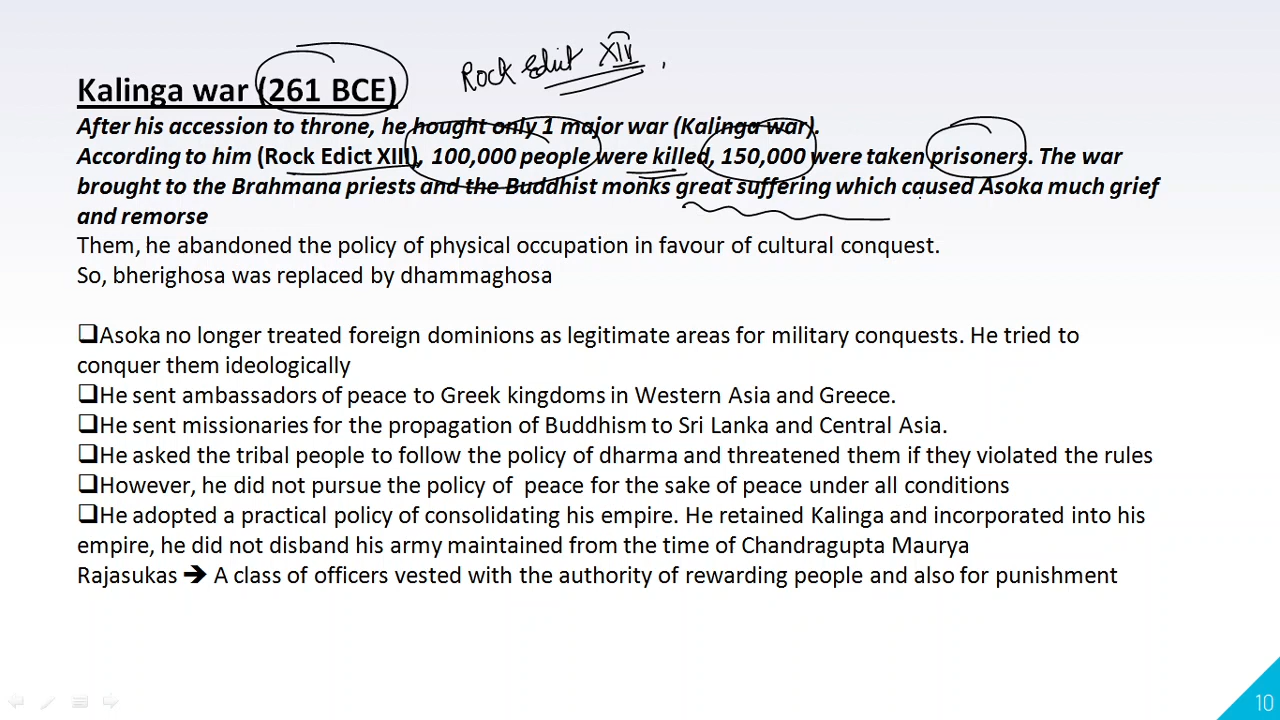 Rock Edict XIV
Kalinga war (261 BCE)
After his accession to throne, he hought only 1 major war (Kalinga war).
According to him (Rock Edict XIII), 100,000 people were killed, 150,000 were taken prisoners. The war
brought to the Brahmana priests and the Buddhist monks great suffering which caused Asoka much grief
and remorse
Them, he abandoned the policy of physical occupation in favour of cultural conquest.
So, bherighosa was replaced by dhammaghosa
❑Asoka no longer treated foreign dominions as legitimate areas for military conquests. He tried to
conquer them ideologically
❑He sent ambassadors of peace to Greek kingdoms in Western Asia and Greece.
❑He sent missionaries for the propagation of Buddhism to Sri Lanka and Central Asia.
❑He asked the tribal people to follow the policy of dharma and threatened them if they violated the rules
❑However, he did not pursue the policy of  peace for the sake of peace under all conditions
❑He adopted a practical policy of consolidating his empire. He retained Kalinga and incorporated into his
empire, he did not disband his army maintained from the time of Chandragupta Maurya
Rajasukas ➔ A class of officers vested with the authority of rewarding people and also for punishment
10